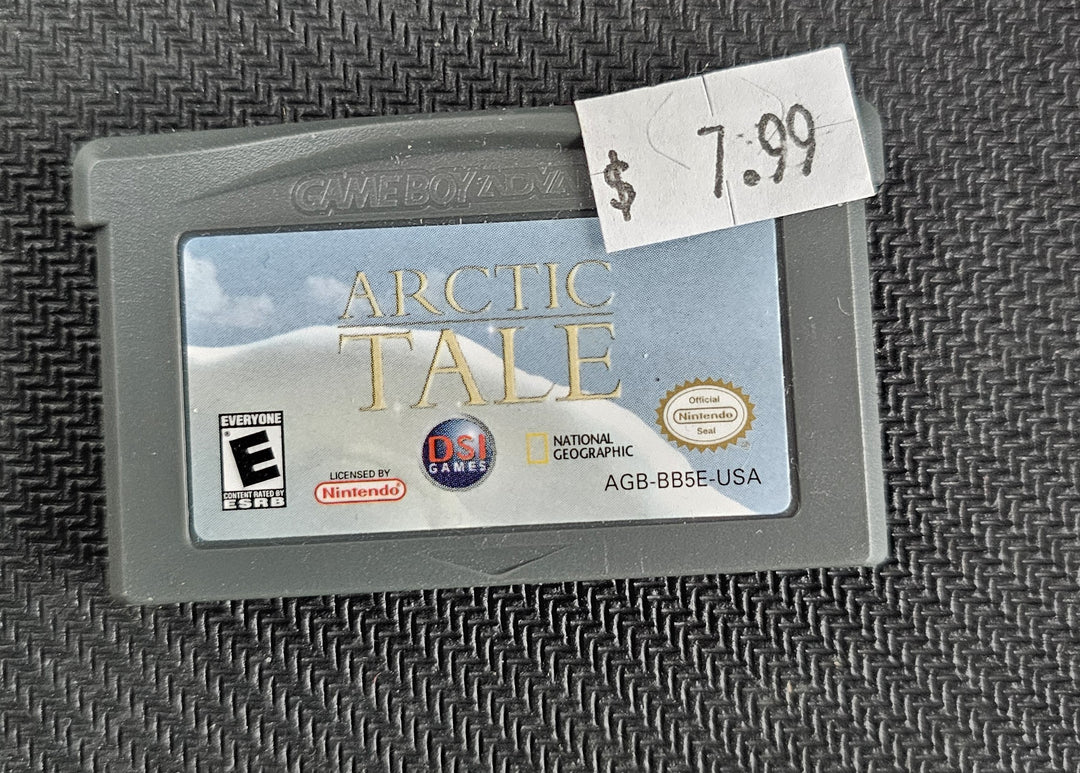 $ 7.99
GAME BOY ADVA
ARCTIC
TALE
EVERYONE
E
CONTENT RATED BY
ESRB
LICENSED BY
Nintendo®
DSI
GAMES
NATIONAL
GEOGRAPHIC
Official
Nintendo
Seal
AGB-BB5E-USA